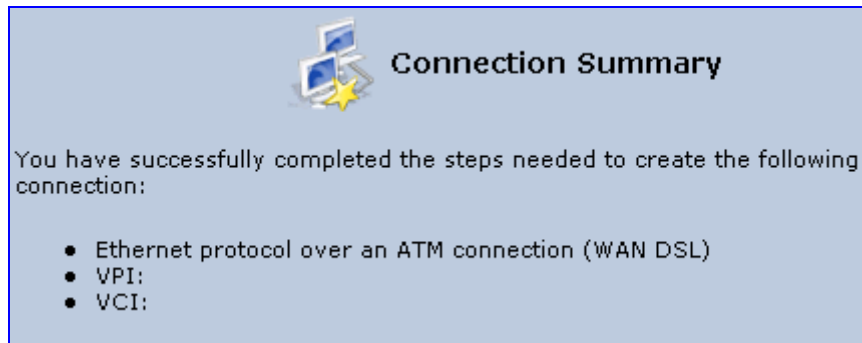 Connection Summary
You have successfully completed the steps needed to create the following
connection:
● Ethernet protocol over an ATM connection (WAN DSL)
● VPI:
● VCI: